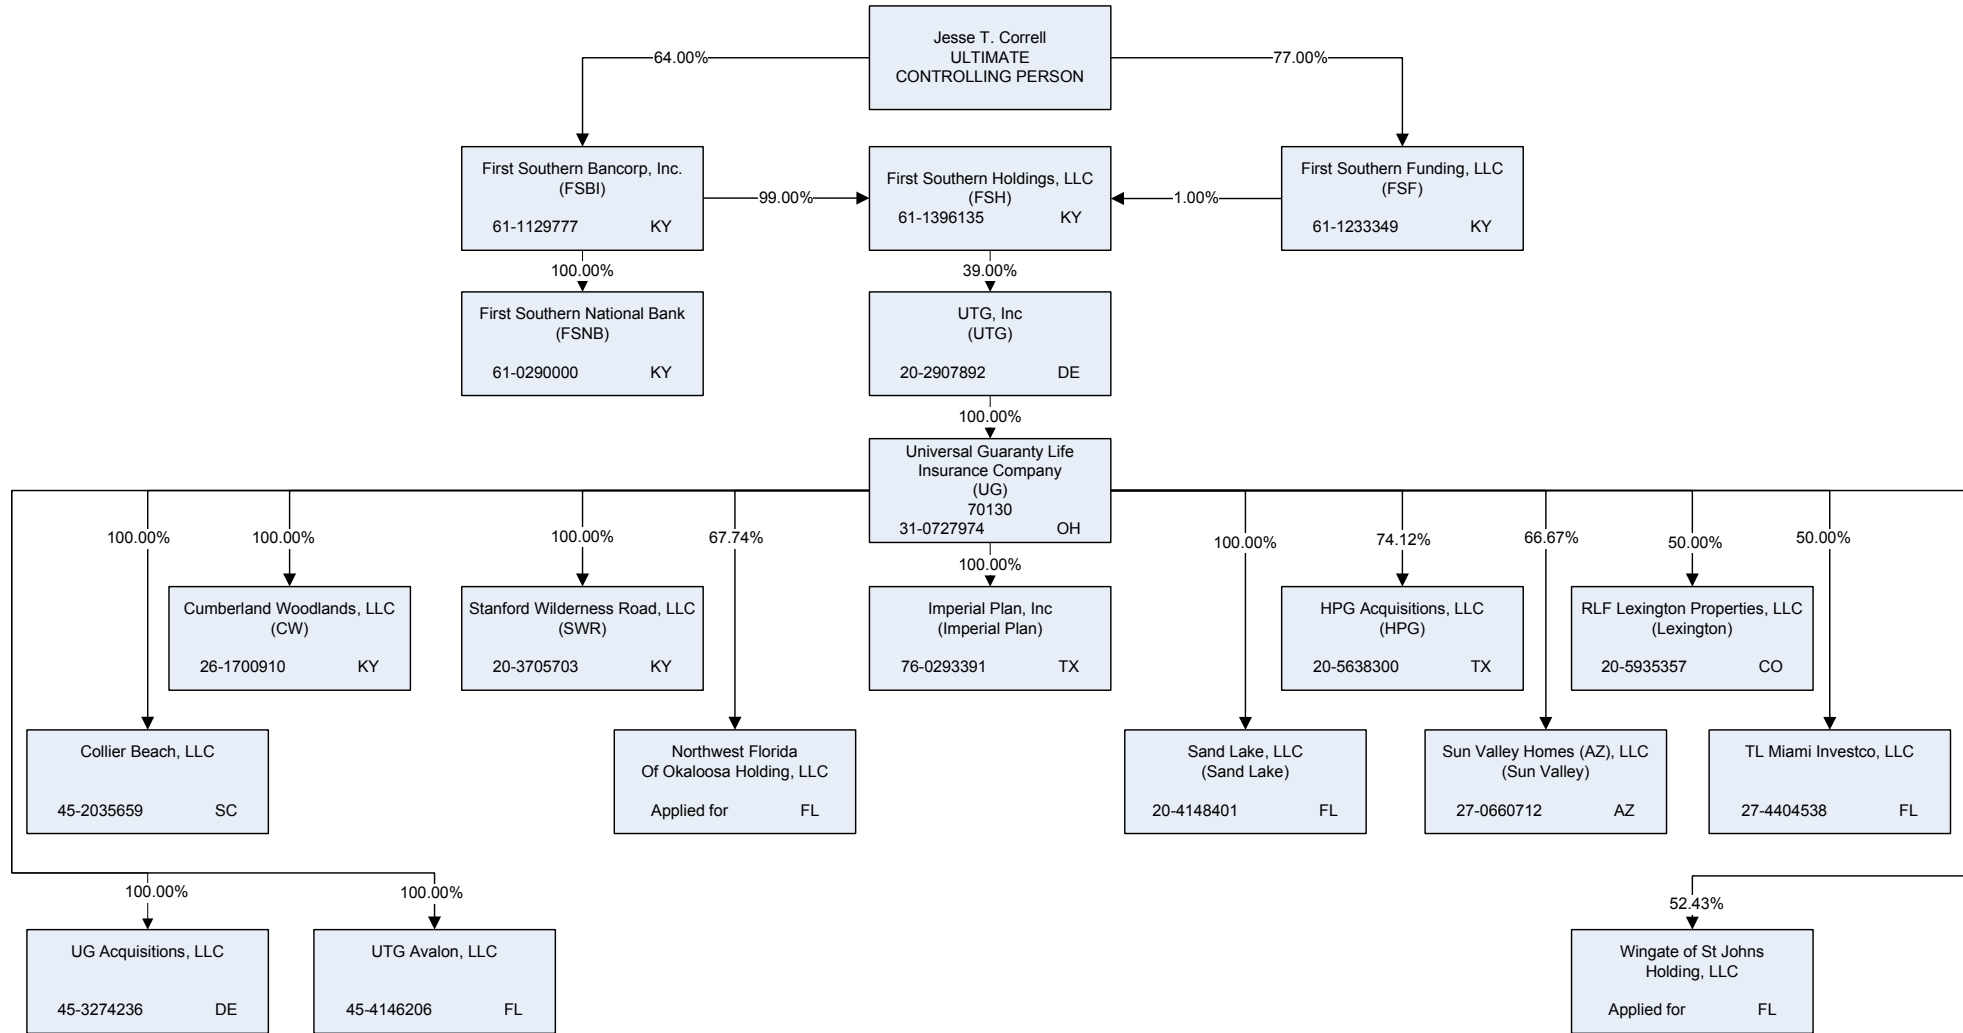 Jesse T. Correll
ULTIMATE
CONTROLLING PERSON
64.00%
77.00%
First Southern Bancorp, Inc.
(FSBI)
61-1129777 KY
99.00%
First Southern Holdings, LLC
(FSH)
61-1396135 KY
1.00%
First Southern Funding, LLC
(FSF)
61-1233349 KY
100.00%
39.00%
First Southern National Bank
(FSNB)
61-0290000 KY
UTG, Inc
(UTG)
20-2907892 DE
100.00%
Universal Guaranty Life
Insurance Company
(UG)
70130
31-0727974 OH
100.00%
100.00%
100.00%
67.74%
100.00%
100.00%
74.12%
66.67%
50.00%
50.00%
Cumberland Woodlands, LLC
(CW)
26-1700910 KY
Stanford Wilderness Road, LLC
(SWR)
20-3705703 KY
Imperial Plan, Inc
(Imperial Plan)
76-0293391 TX
HPG Acquisitions, LLC
(HPG)
20-5638300 TX
RLF Lexington Properties, LLC
(Lexington)
20-5935357 CO
Collier Beach, LLC
45-2035659 SC
Northwest Florida
Of Okaloosa Holding, LLC
Applied for FL
Sand Lake, LLC
(Sand Lake)
20-4148401 FL
Sun Valley Homes (AZ), LLC
(Sun Valley)
27-0660712 AZ
TL Miami Investco, LLC
27-4404538 FL
100.00%
100.00%
52.43%
UG Acquisitions, LLC
45-3274236 DE
UTG Avalon, LLC
45-4146206 FL
Wingate of St Johns
Holding, LLC
Applied for FL